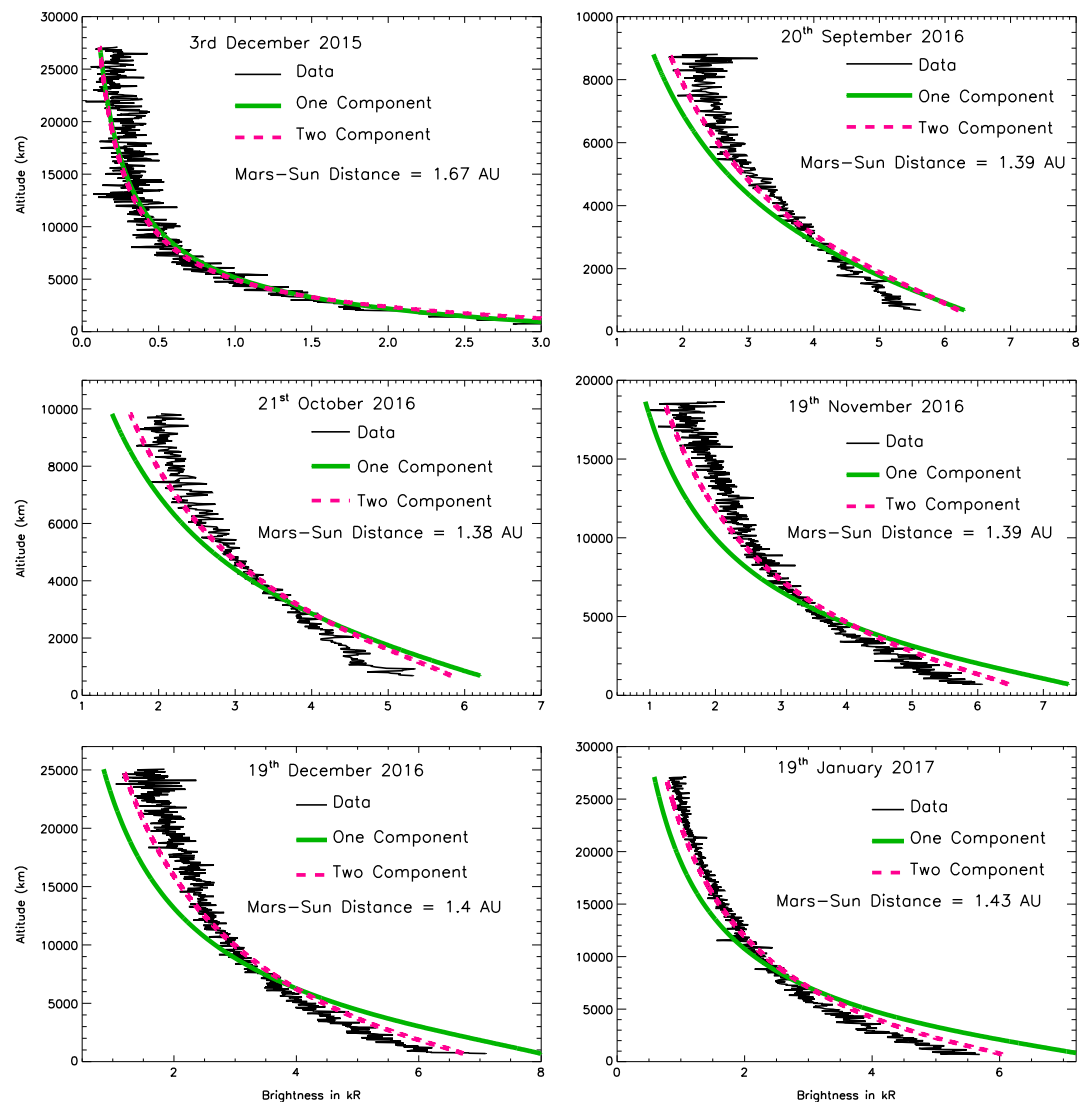 3rd December 2015
Data
One Component
Two Component
Mars-Sun Distance = 1.67 AU
Altitude (km)
30000
25000
20000
15000
10000
5000
0
0.0 0.5 1.0 1.5 2.0 2.5 3.0
20th September 2016
Data
One Component
Two Component
Mars-Sun Distance = 1.39 AU
10000
8000
6000
4000
2000
0
1 2 3 4 5 6 7 8
21st October 2016
Data
One Component
Two Component
Mars-Sun Distance = 1.38 AU
Altitude (km)
10000
8000
6000
4000
2000
0
1 2 3 4 5 6 7
19th November 2016
Data
One Component
Two Component
Mars-Sun Distance = 1.39 AU
20000
15000
10000
5000
0
1 2 3 4 5 6 7
19th December 2016
Data
One Component
Two Component
Mars-Sun Distance = 1.4 AU
Altitude (km)
25000
20000
15000
10000
5000
0
2 4 6 8
Brightness in kR
19th January 2017
Data
One Component
Two Component
Mars-Sun Distance = 1.43 AU
30000
25000
20000
15000
10000
5000
0
0 1 2 3 4 5 6 7
Brightness in kR